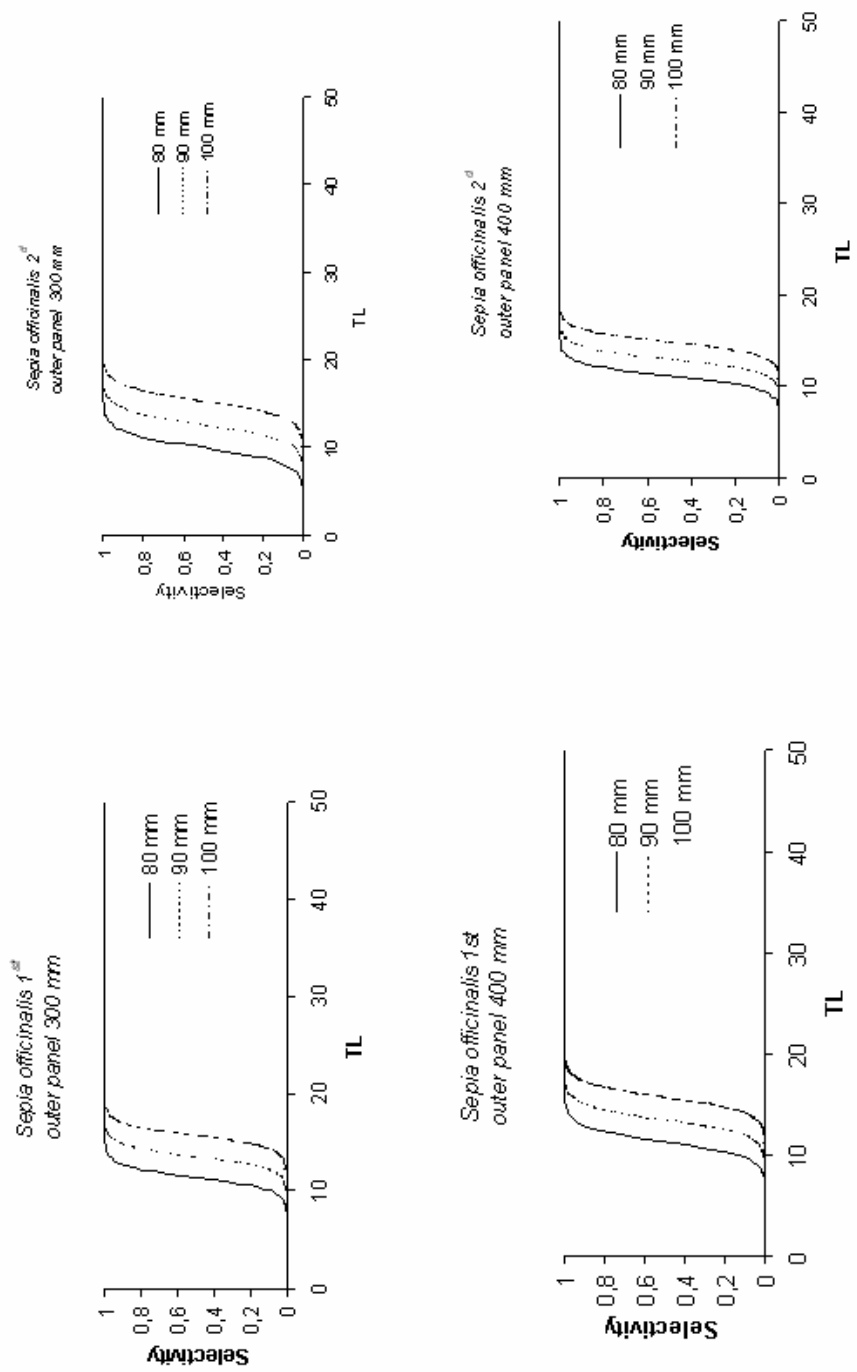 Sepia officinalis 1st
outer panel 300 mm
Selectivity
1
0,8
0,6
0,4
0,2
0
80 mm
90 mm
100 mm
0 10 20 30 40 50
TL
Sepia officinalis 2d
outer panel 300 mm
Selectivity
1
0,8
0,6
0,4
0,2
0
80 mm
90 mm
100 mm
0 10 20 30 40 50
TL
Sepia officinalis 1st
outer panel 400 mm
Selectivity
1
0,8
0,6
0,4
0,2
0
80 mm
90 mm
100 mm
0 10 20 30 40 50
TL
Sepia officinalis 2d
outer panel 400 mm
Selectivity
1
0,8
0,6
0,4
0,2
0
80 mm
90 mm
100 mm
0 10 20 30 40 50
TL